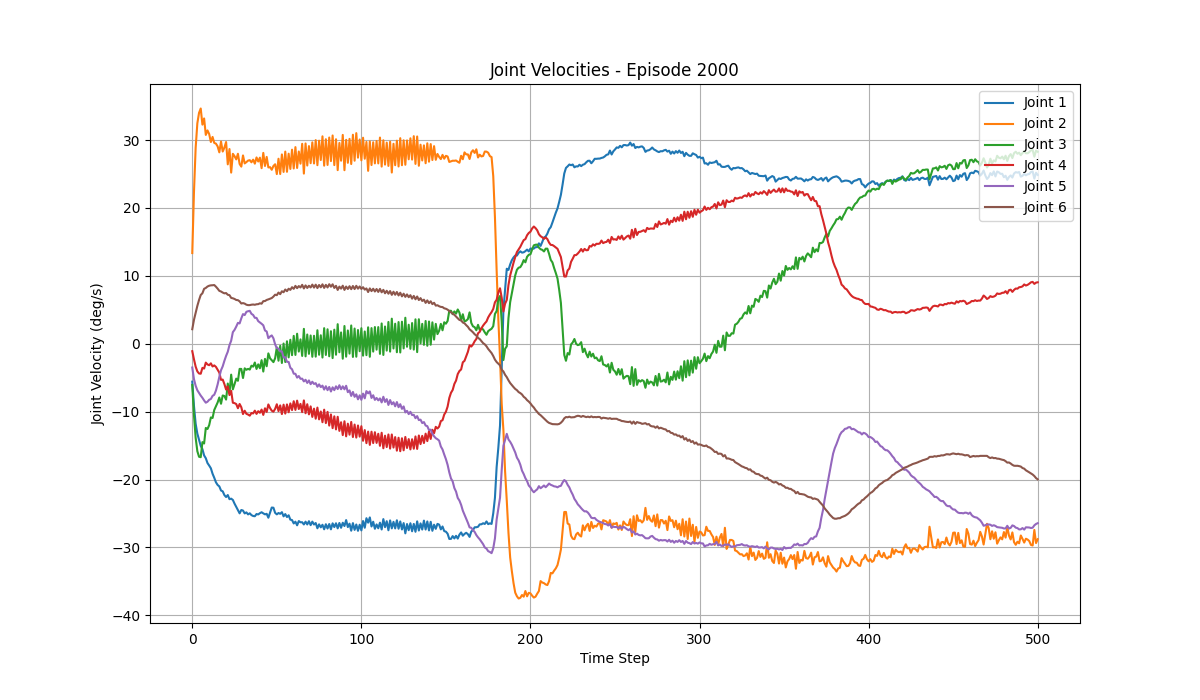 Joint Velocities - Episode 2000
Joint Velocity (deg/s)
30
20
10
0
−10
−20
−30
−40
Joint 1
Joint 2
Joint 3
Joint 4
Joint 5
Joint 6
0
100
200
300
400
500
Time Step